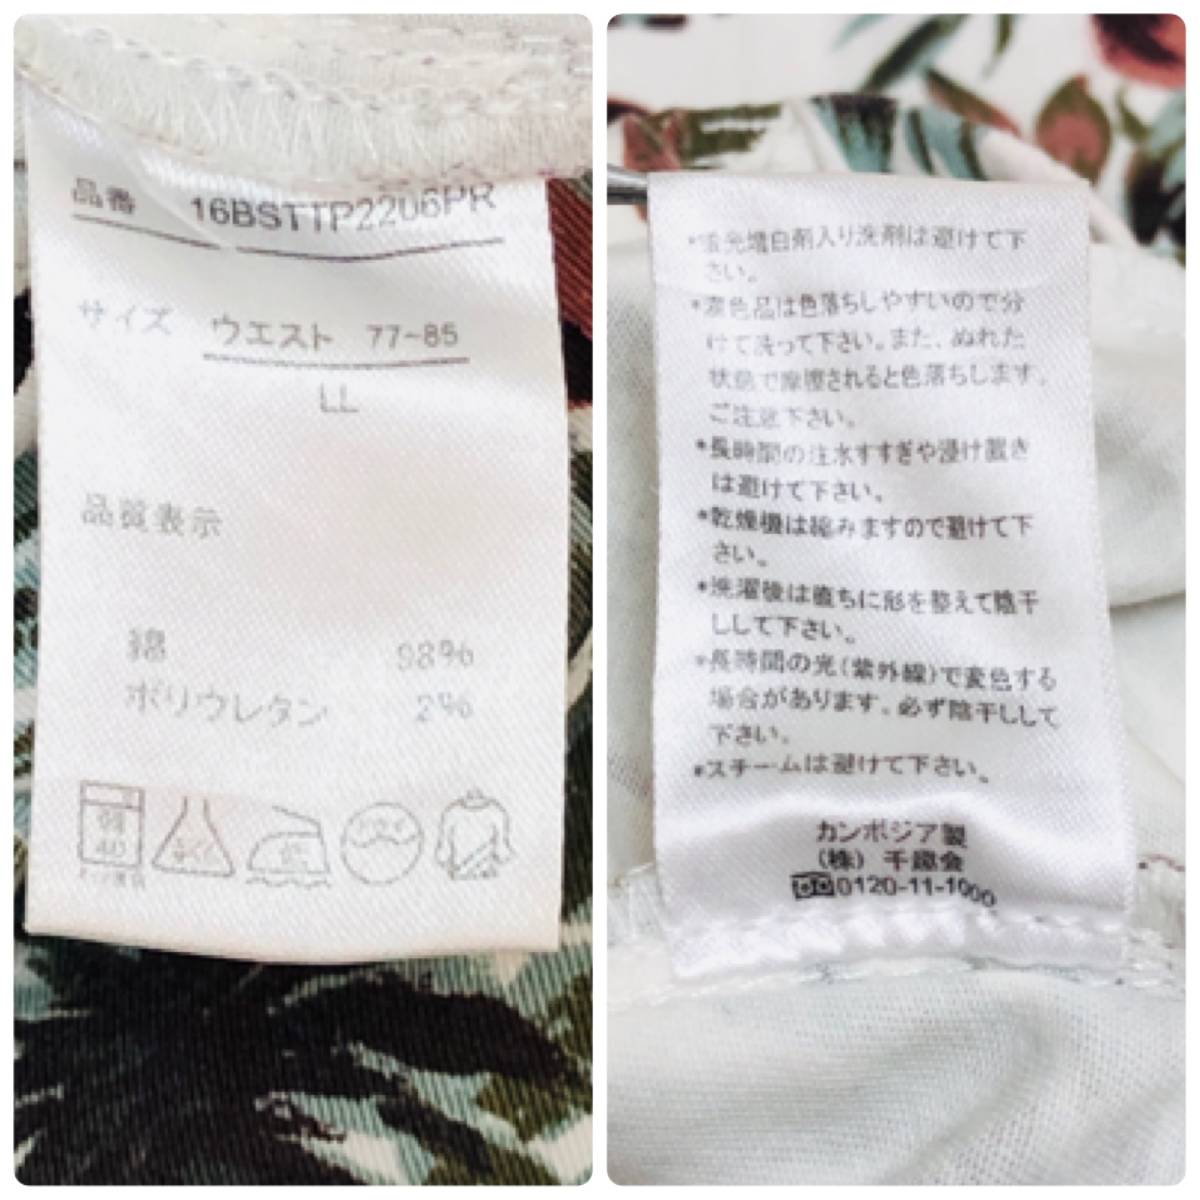 品番 16BSTTP2206PR
サイズ ウエスト 77-85
LL
品質表示
綿 98%
ポリウレタン 2%
40
*蛍光増白剤入り洗剤は避けて下
さい。
*濃色品は色落ちしやすいので分
けて洗って下さい。また、ぬれた
状態で摩擦されると色落ちします。
ご注意下さい。
*長時間の注水すすぎや浸け置き
は避けて下さい。
*乾燥機は縮みますので避けて下
さい。
*洗濯後は直ちに形を整えて陰干
しして下さい。
*長時間の光(紫外線)で変色する
場合があります。必ず陰干しして
下さい。
*スチームは避けて下さい。
カンボジア製
(株) 千趣会
0120-11-1000